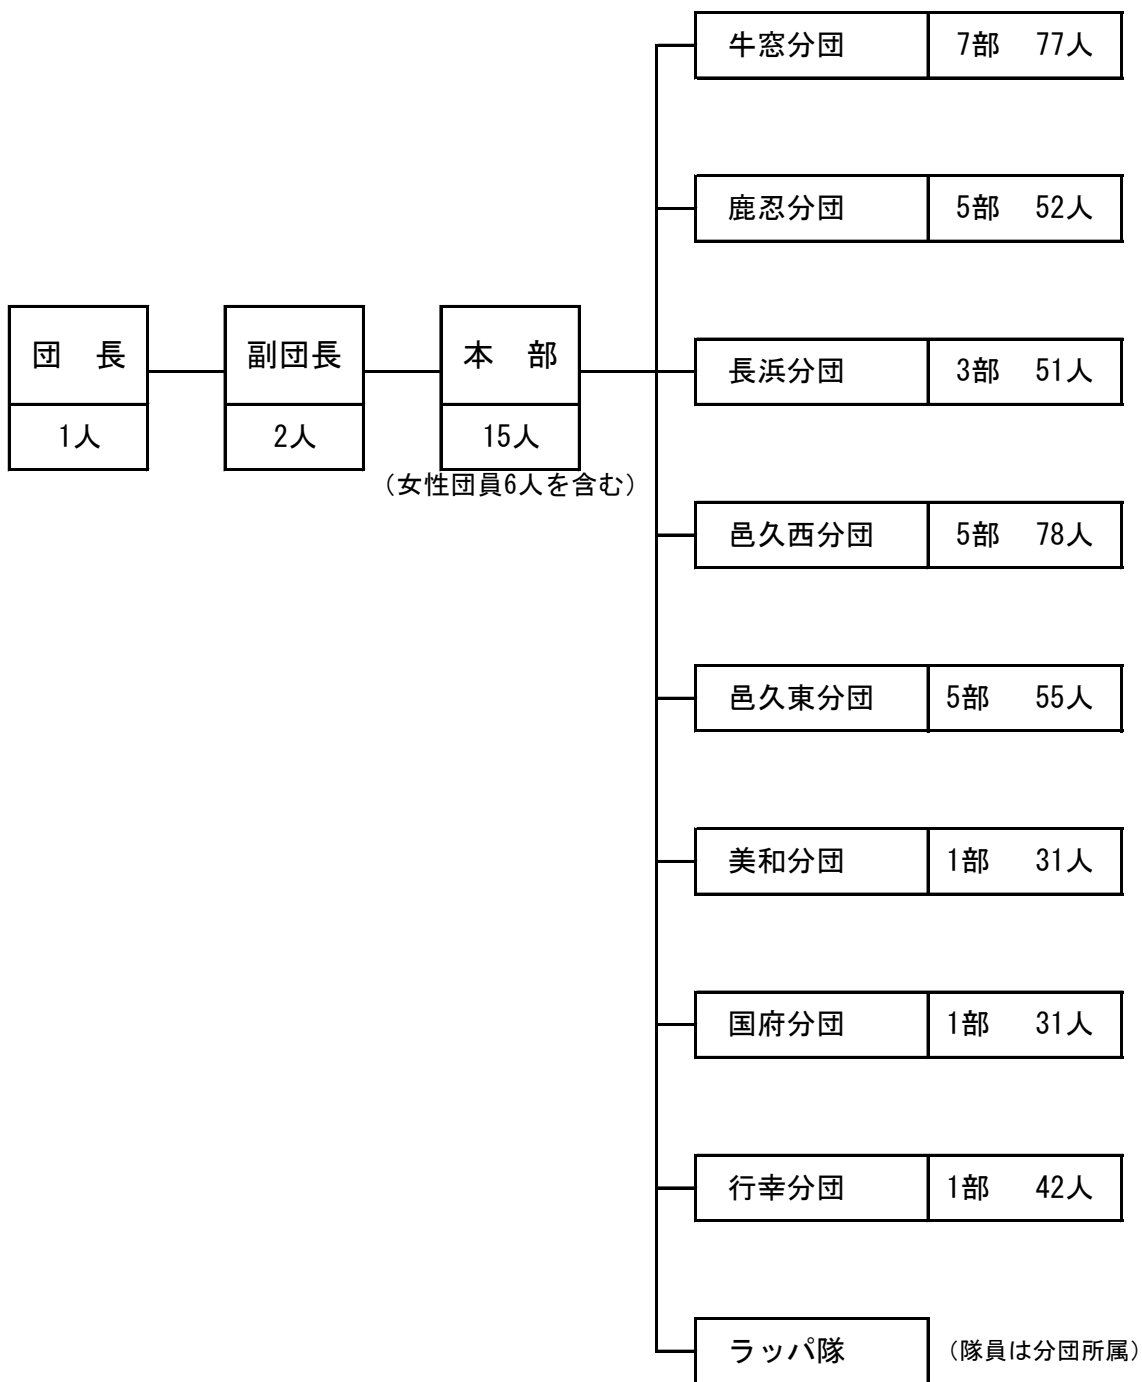 牛窓分団 7部 77人
鹿忍分団 5部 52人
団 長 副団長 本 部 長浜分団 3部 51人
1人 2人 15人
（女性団員6人を含む）
邑久西分団 5部 78人
邑久東分団 5部 55人
美和分団 1部 31人
国府分団 1部 31人
行幸分団 1部 42人
ラッパ隊 （隊員は分団所属）